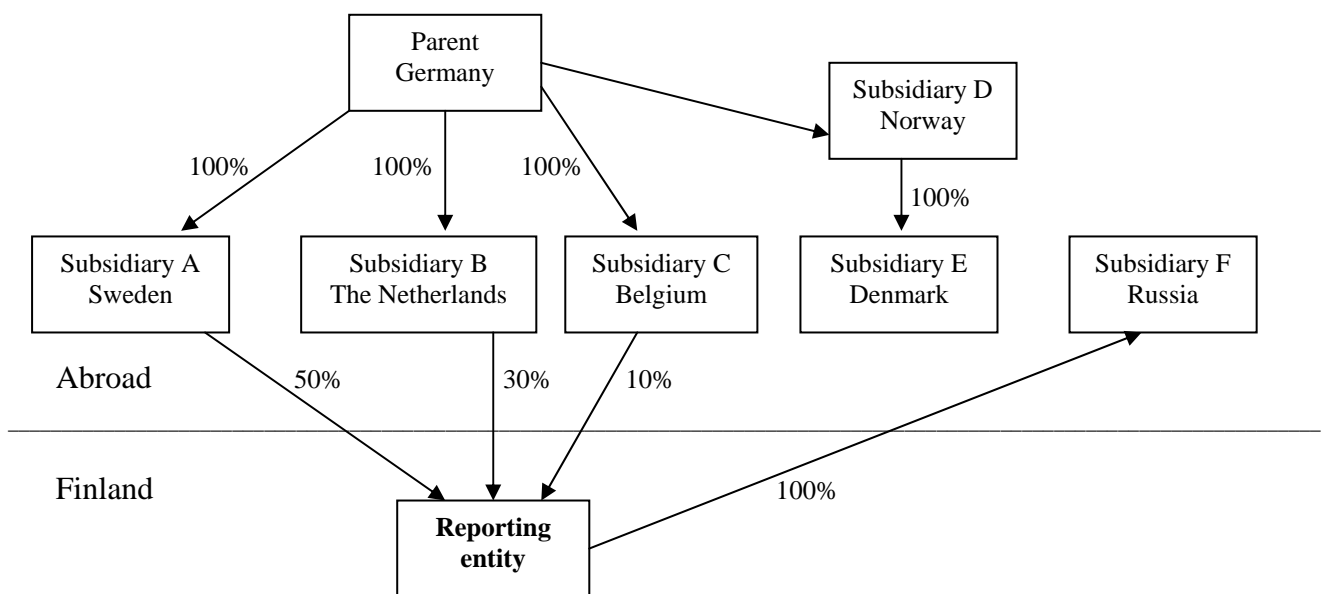 Parent
Germany
Subsidiary D
Norway
100%
100%
100%
100%
Subsidiary A
Sweden
Subsidiary B
The Netherlands
Subsidiary C
Belgium
Subsidiary E
Denmark
Subsidiary F
Russia
Abroad
50%
30%
10%
Finland
100%
Reporting
entity